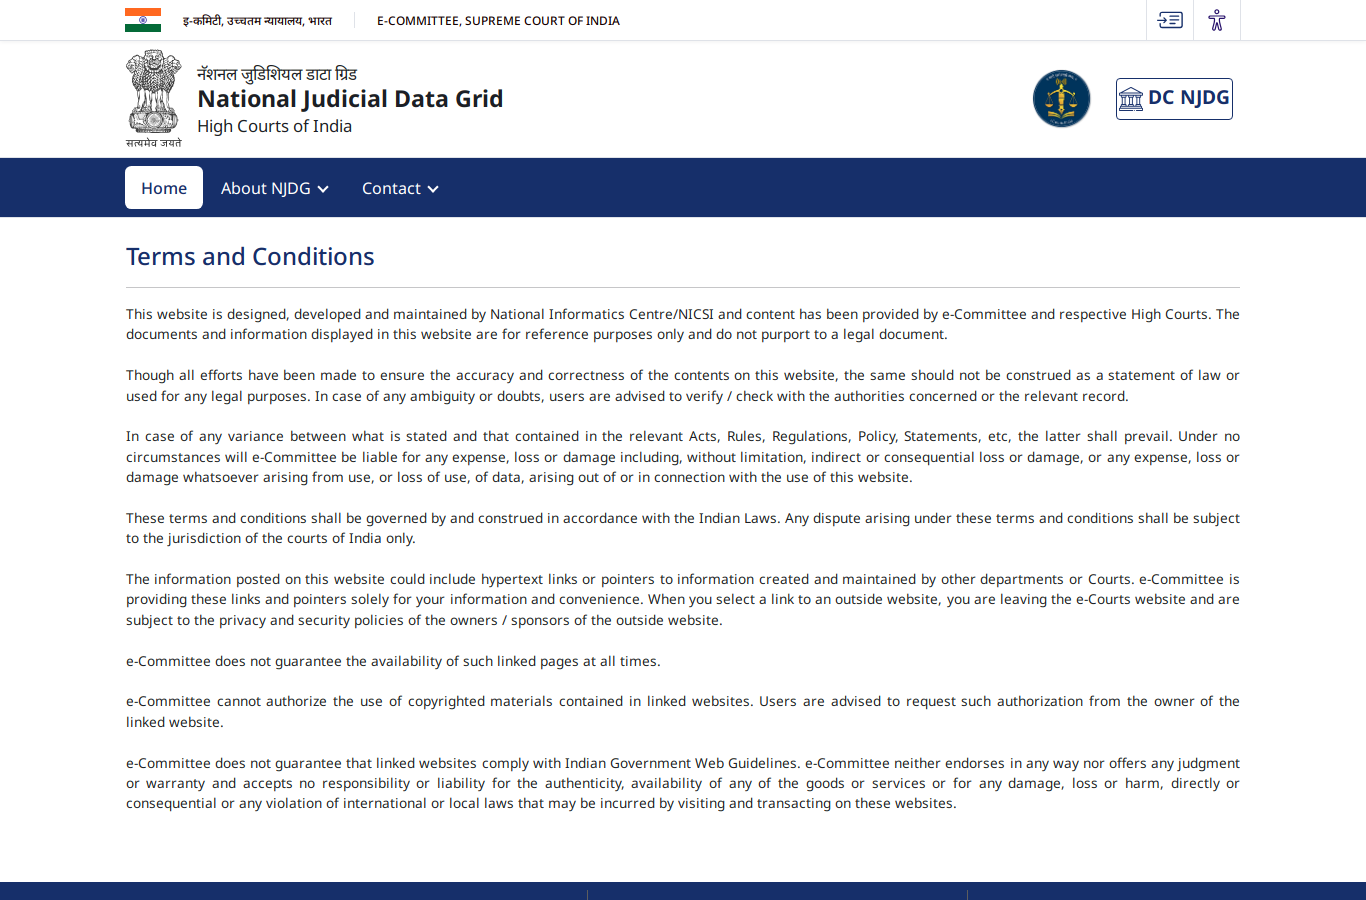 इ-कमिटी, उच्चतम न्यायालय, भारत
E-COMMITTEE, SUPREME COURT OF INDIA
सत्यमेव जयते
नॅशनल जुडिशियल डाटा ग्रिड
National Judicial Data Grid
High Courts of India
DC NJDG
Home
About NJDG
Contact
Terms and Conditions
This website is designed, developed and maintained by National Informatics Centre/NICSI and content has been provided by e-Committee and respective High Courts. The
documents and information displayed in this website are for reference purposes only and do not purport to a legal document.
Though all efforts have been made to ensure the accuracy and correctness of the contents on this website, the same should not be construed as a statement of law or
used for any legal purposes. In case of any ambiguity or doubts, users are advised to verify / check with the authorities concerned or the relevant record.
In case of any variance between what is stated and that contained in the relevant Acts, Rules, Regulations, Policy, Statements, etc, the latter shall prevail. Under no
circumstances will e-Committee be liable for any expense, loss or damage including, without limitation, indirect or consequential loss or damage, or any expense, loss or
damage whatsoever arising from use, or loss of use, of data, arising out of or in connection with the use of this website.
These terms and conditions shall be governed by and construed in accordance with the Indian Laws. Any dispute arising under these terms and conditions shall be subject
to the jurisdiction of the courts of India only.
The information posted on this website could include hypertext links or pointers to information created and maintained by other departments or Courts. e-Committee is
providing these links and pointers solely for your information and convenience. When you select a link to an outside website, you are leaving the e-Courts website and are
subject to the privacy and security policies of the owners / sponsors of the outside website.
e-Committee does not guarantee the availability of such linked pages at all times.
e-Committee cannot authorize the use of copyrighted materials contained in linked websites. Users are advised to request such authorization from the owner of the
linked website.
e-Committee does not guarantee that linked websites comply with Indian Government Web Guidelines. e-Committee neither endorses in any way nor offers any judgment
or warranty and accepts no responsibility or liability for the authenticity, availability of any of the goods or services or for any damage, loss or harm, directly or
consequential or any violation of international or local laws that may be incurred by visiting and transacting on these websites.